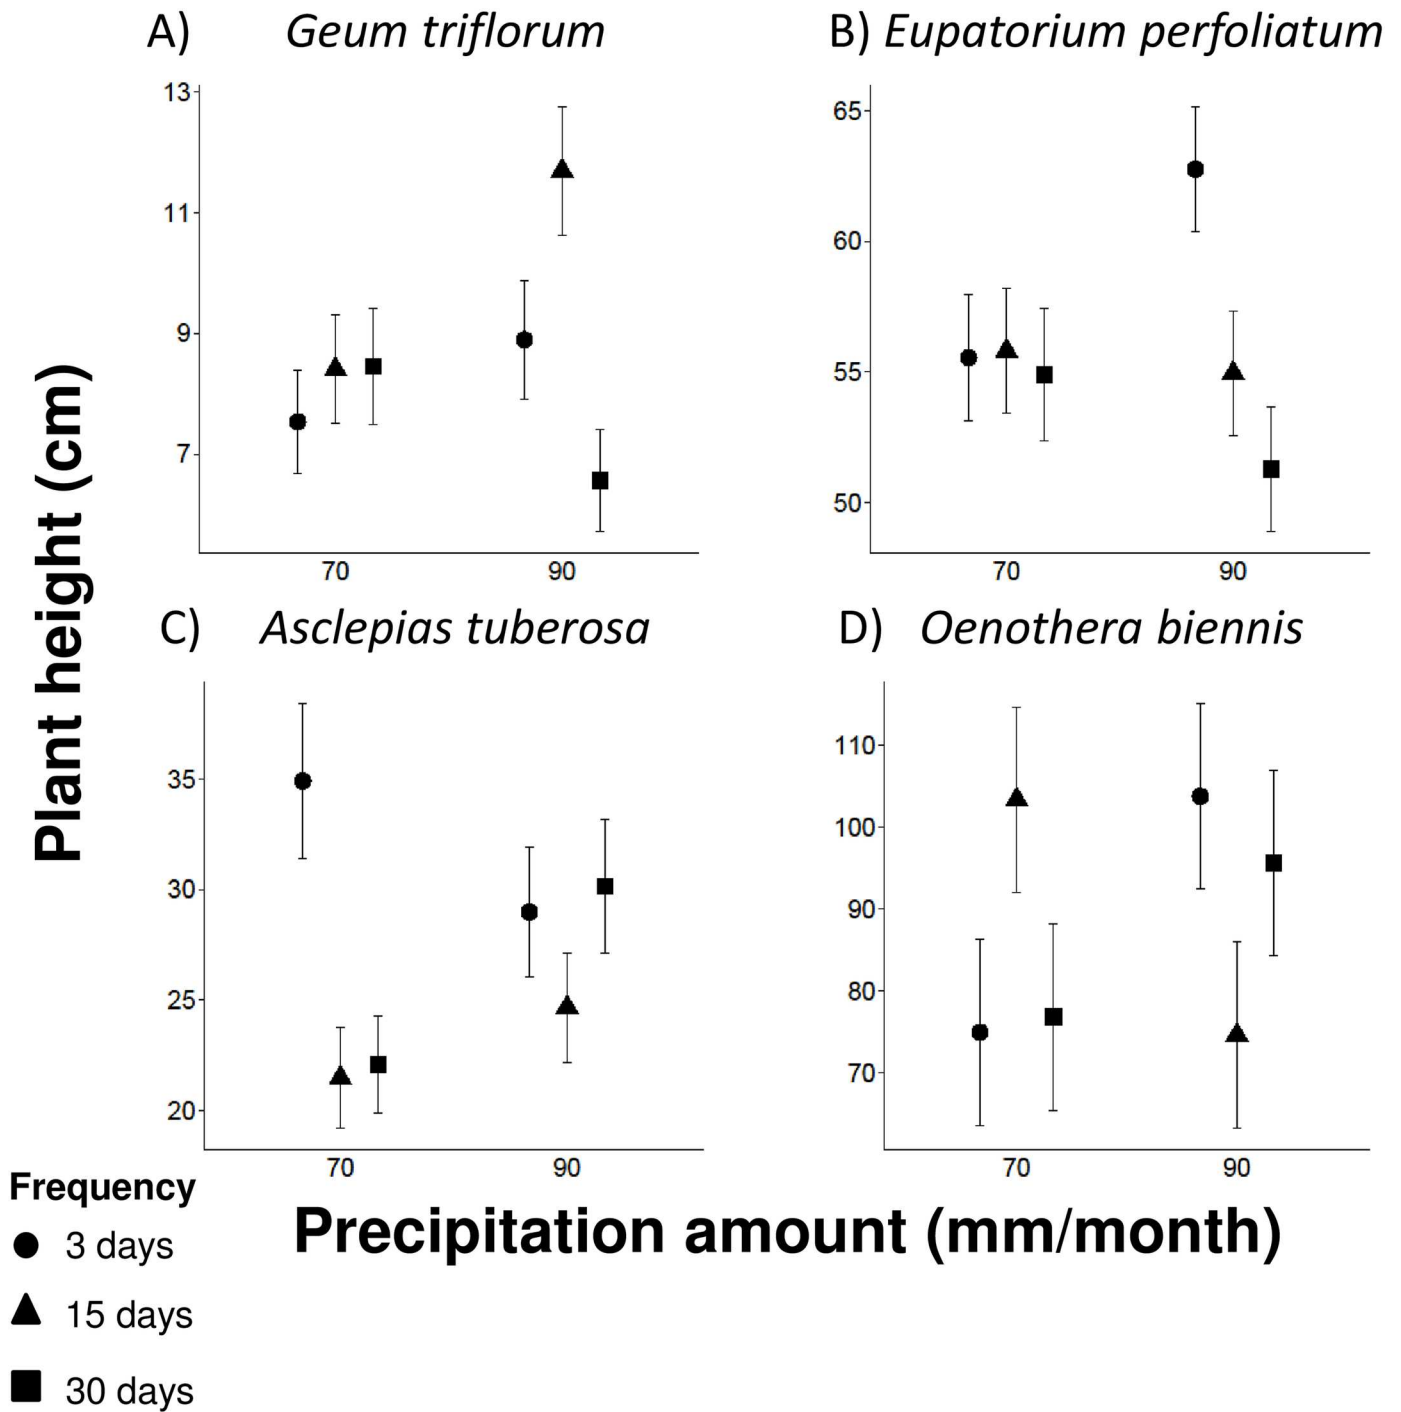 A) Geum triflorum
B) Eupatorium perfoliatum
13
11
9
7
70
90
65
60
55
50
70
90
Plant height (cm)
C) Asclepias tuberosa
D) Oenothera biennis
35
30
25
20
70
90
110
100
90
80
70
70
90
Precipitation amount (mm/month)
Frequency
3 days
15 days
30 days